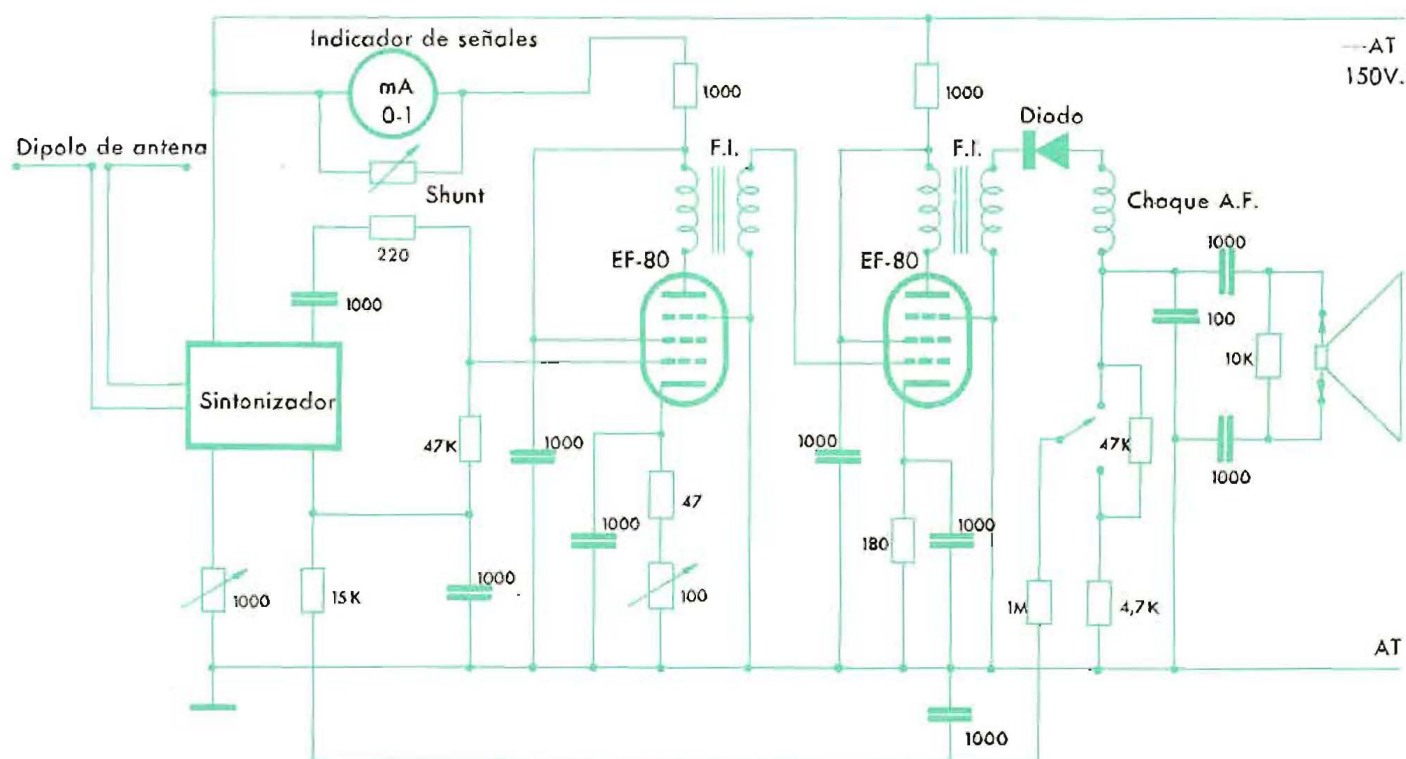 Indicador de señales
—AT
150V.
mA
0-1
1000
1000
Diodo
Dipolo de antena
F.I.
F.I.
Shunt
Choque A.F.
220
1000
EF-80
EF-80
1000
100
10K
Sintonizador
47K
1000
1000
47K
1000
47
1000
180
1000
1000
15K
1000
100
1M
4,7K
AT
1000